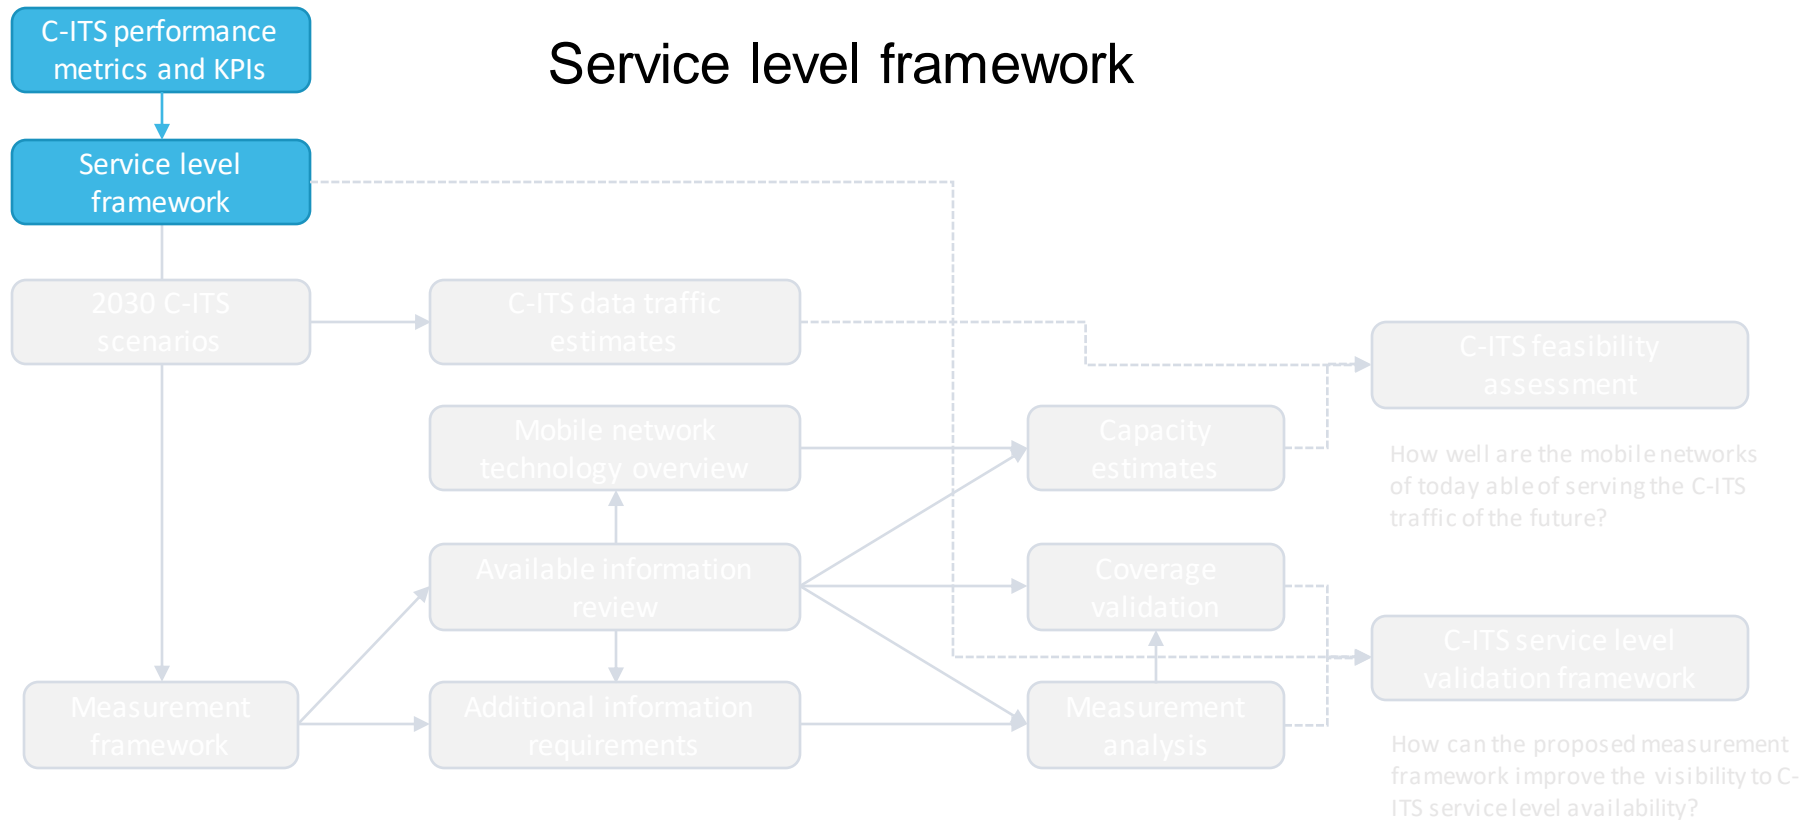 C-ITS performance
metrics and KPIs
Service level framework
Service level
framework
2030 C-ITS
scenarios
C-ITS data traffic
estimates
C-ITS feasibility
assessment
Mobile network
technology overview
Capacity
estimates
How well are the mobile networks
of today able of serving the C-ITS
traffic of the future?
Available information
review
Coverage
validation
C-ITS service level
validation framework
Measurement
framework
Additional information
requirements
Measurement
analysis
How can the proposed measurement
framework improve the visibility to C-
ITS service level availability?